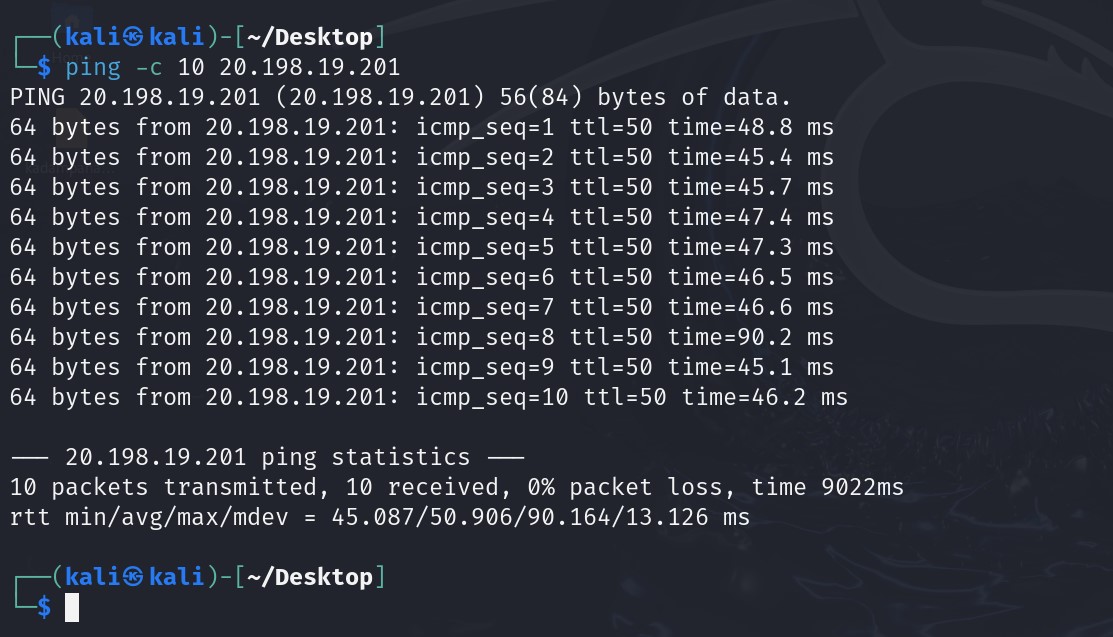 ┌──(kali㉿kali)-[~/Desktop]
└─$ ping -c 10 20.198.19.201
PING 20.198.19.201 (20.198.19.201) 56(84) bytes of data.
64 bytes from 20.198.19.201: icmp_seq=1 ttl=50 time=48.8 ms
64 bytes from 20.198.19.201: icmp_seq=2 ttl=50 time=45.4 ms
64 bytes from 20.198.19.201: icmp_seq=3 ttl=50 time=45.7 ms
64 bytes from 20.198.19.201: icmp_seq=4 ttl=50 time=47.4 ms
64 bytes from 20.198.19.201: icmp_seq=5 ttl=50 time=47.3 ms
64 bytes from 20.198.19.201: icmp_seq=6 ttl=50 time=46.5 ms
64 bytes from 20.198.19.201: icmp_seq=7 ttl=50 time=46.6 ms
64 bytes from 20.198.19.201: icmp_seq=8 ttl=50 time=90.2 ms
64 bytes from 20.198.19.201: icmp_seq=9 ttl=50 time=45.1 ms
64 bytes from 20.198.19.201: icmp_seq=10 ttl=50 time=46.2 ms
--- 20.198.19.201 ping statistics ---
10 packets transmitted, 10 received, 0% packet loss, time 9022ms
rtt min/avg/max/mdev = 45.087/50.906/90.164/13.126 ms
┌──(kali㉿kali)-[~/Desktop]
└─$